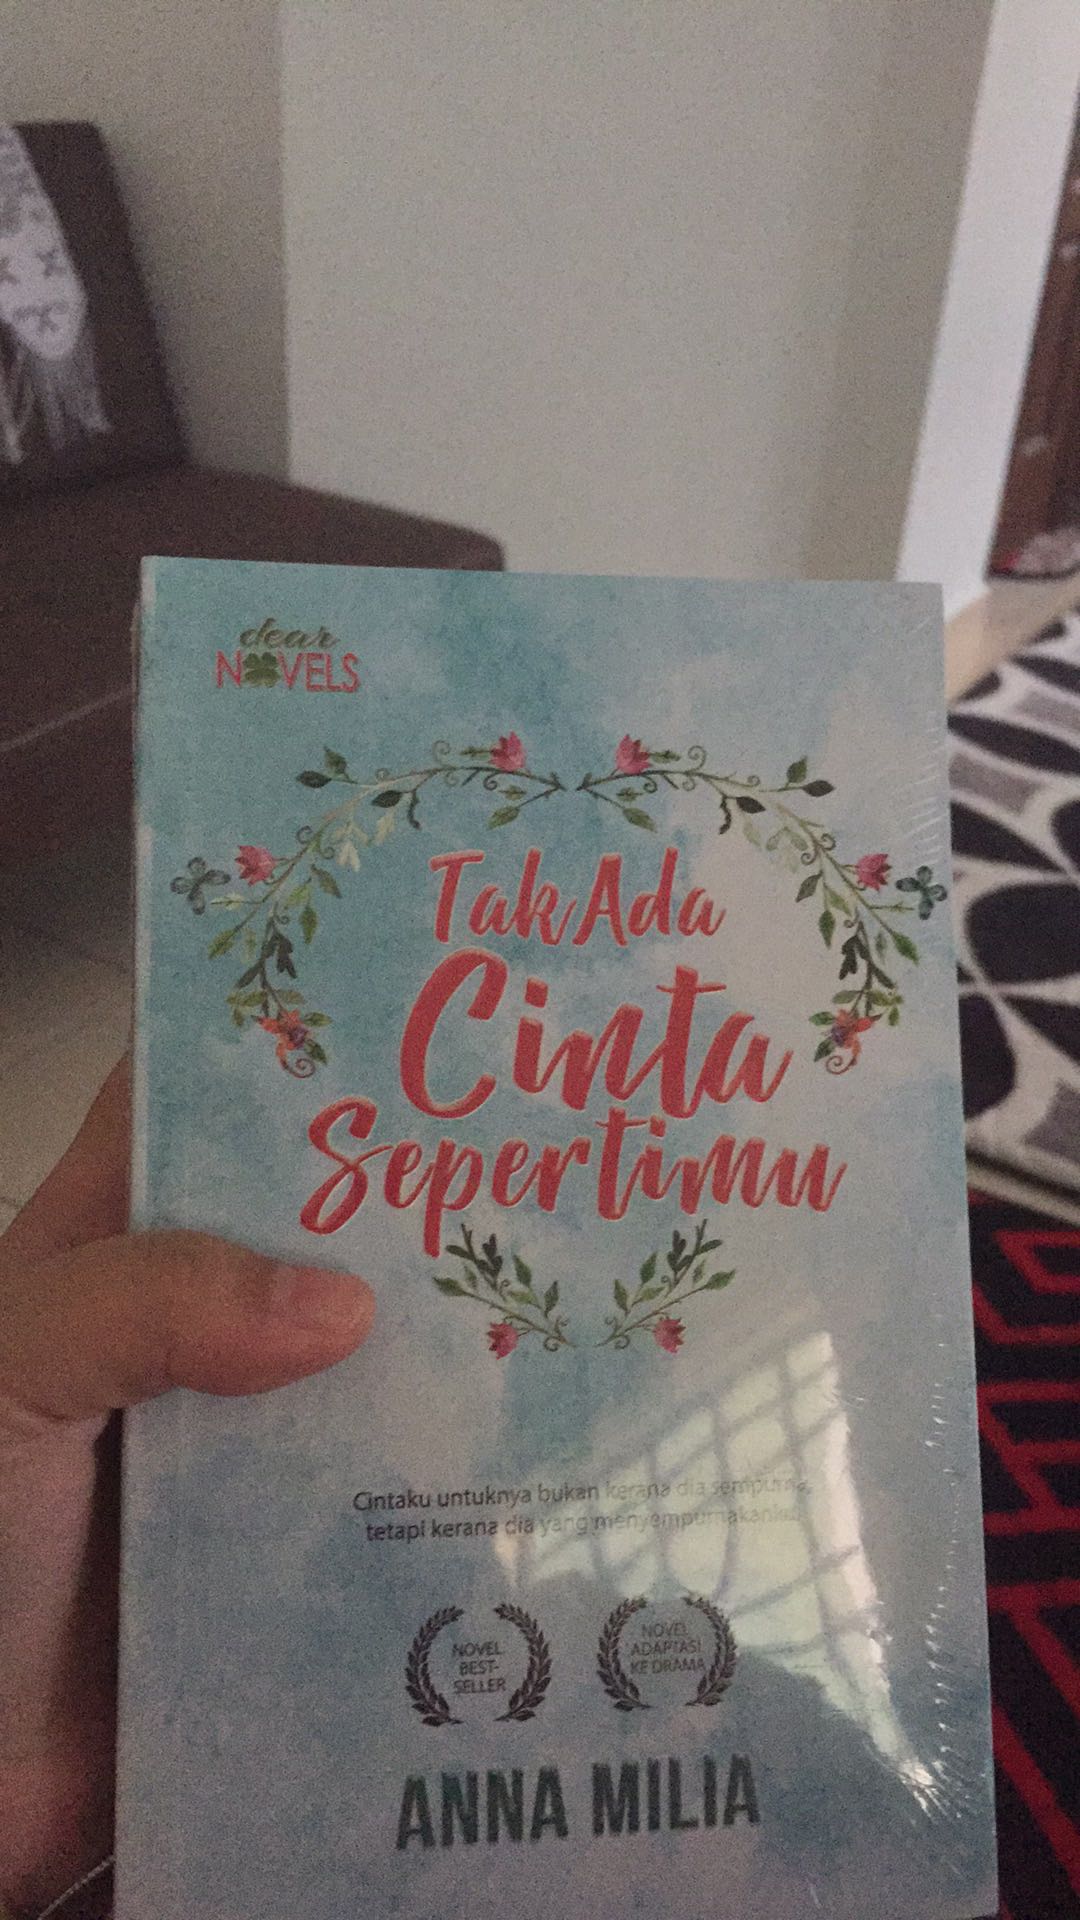 dear
NOVELS
Tak Ada
Cinta
Sepertimu
Cintaku untuknya bukan kerana dia sempurna,
tetapi kerana dia yang menyempurnakanku.
NOVEL
BEST-
SELLER
NOVEL
ADAPTASI
KE DRAMA
ANNA MILIA